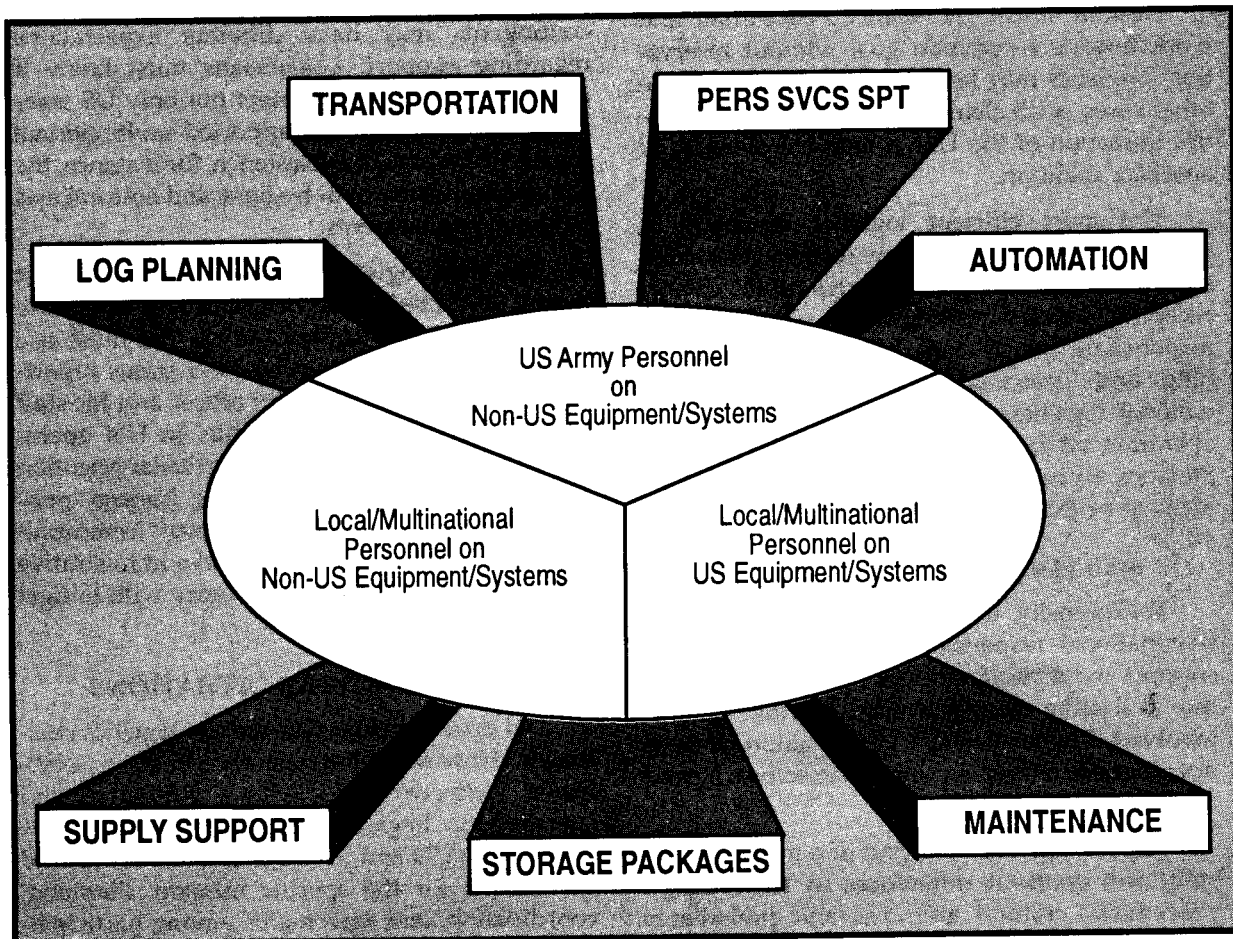 TRANSPORTATION
PERS SVCS SPT
LOG PLANNING
AUTOMATION
US Army Personnel
on
Non-US Equipment/Systems
Local/Multinational
Personnel on
Non-US Equipment/Systems
Local/Multinational
Personnel on
US Equipment/Systems
SUPPLY SUPPORT
STORAGE PACKAGES
MAINTENANCE